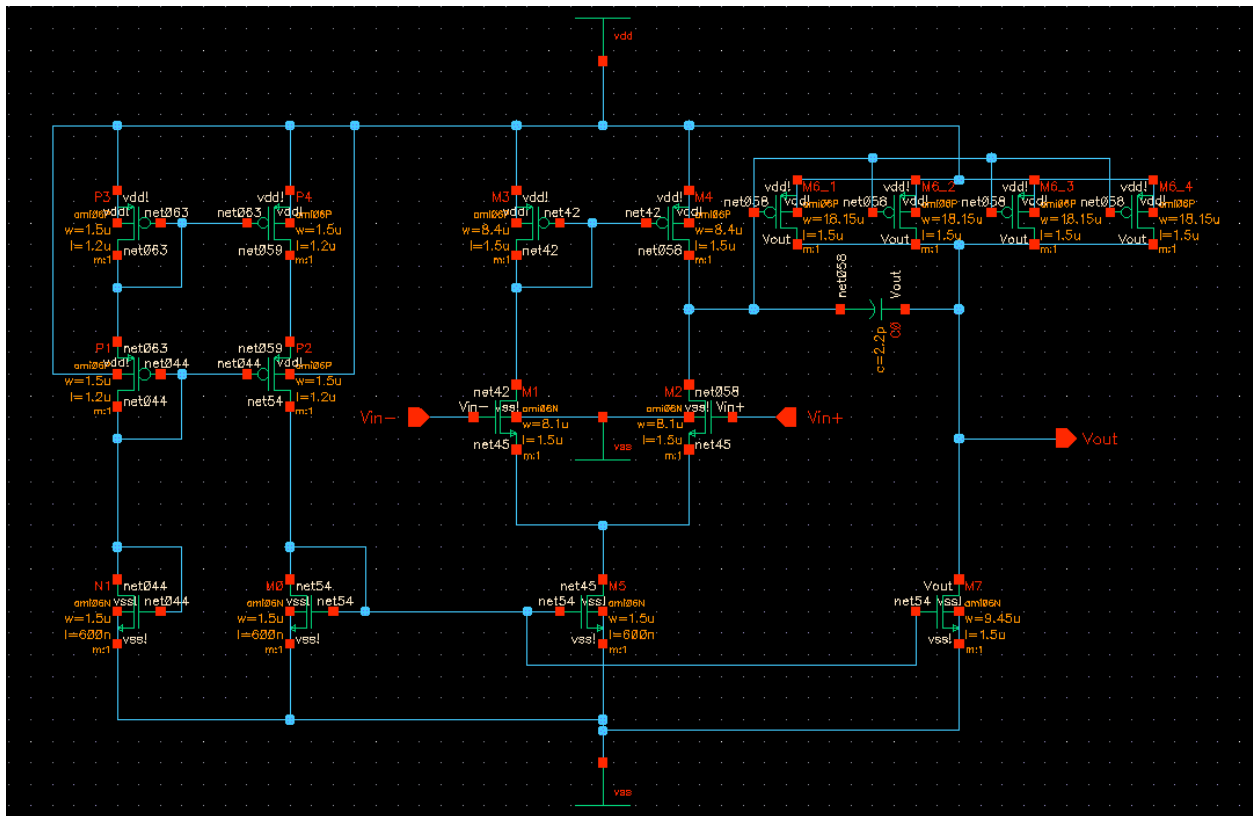 vdd
P3
vdd!
ami06P
vdd!
net063
w=1.5u
l=1.2u
net063
m:1
P4
vdd!
ami06P
net063
vdd!
w=1.5u
l=1.2u
net059
m:1
M3
vdd!
ami06P
vdd!
net42
w=8.4u
l=1.5u
net42
m:1
M4
vdd!
ami06P
net42
vdd!
w=8.4u
l=1.5u
net058
m:1
M6_1
vdd!
ami06P
net058
vdd!
w=18.15u
l=1.5u
Vout
m:1
M6_2
vdd!
ami06P
net058
vdd!
w=18.15u
l=1.5u
Vout
m:1
M6_3
vdd!
ami06P
net058
vdd!
w=18.15u
l=1.5u
Vout
m:1
M6_4
vdd!
ami06P
net058
vdd!
w=18.15u
l=1.5u
Vout
m:1
net058
Vout
C0
c=2.2p
P1
net063
ami06P
vdd!
net044
w=1.5u
l=1.2u
net044
m:1
P2
net059
ami06P
net044
vdd!
w=1.5u
l=1.2u
net54
m:1
Vin-
M1
net42
Vin-
vss!
ami06N
w=8.1u
l=1.5u
net45
m:1
vss
M2
net058
Vin+
vss!
ami06N
w=8.1u
l=1.5u
net45
m:1
Vin+
Vout
N1
net044
ami06N
vss!
net044
w=1.5u
l=600n
vss!
m:1
M0
net54
ami06N
vss!
net54
w=1.5u
l=600n
vss!
m:1
M5
net45
ami06N
net54
vss!
w=1.5u
l=600n
vss!
m:1
M7
Vout
ami06N
net54
vss!
w=9.45u
l=1.5u
vss!
m:1
vss